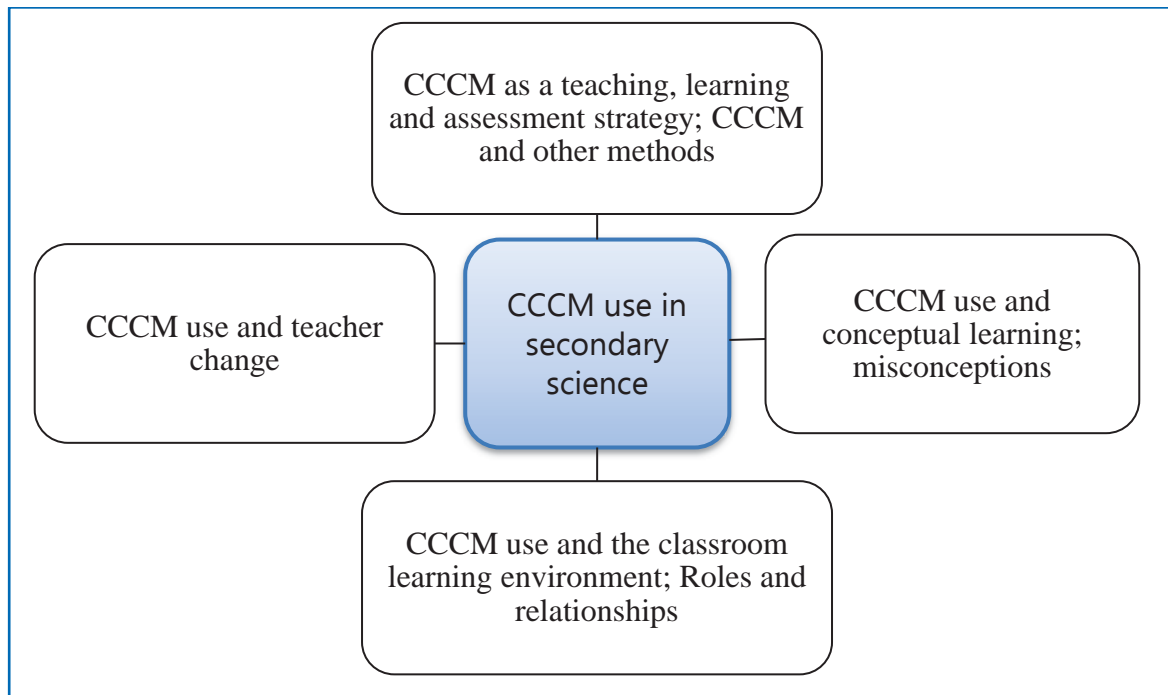 CCCM as a teaching, learning
and assessment strategy; CCCM
and other methods
CCCM use and teacher
change
CCCM use in
secondary
science
CCCM use and
conceptual learning;
misconceptions
CCCM use and the classroom
learning environment; Roles and
relationships